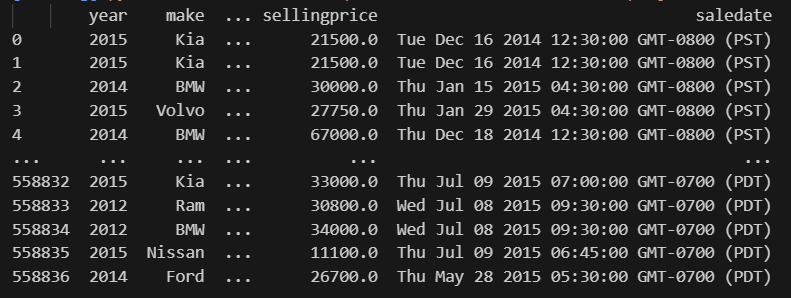 year make ... sellingprice saledate
0 2015 Kia ... 21500.0 Tue Dec 16 2014 12:30:00 GMT-0800 (PST)
1 2015 Kia ... 21500.0 Tue Dec 16 2014 12:30:00 GMT-0800 (PST)
2 2014 BMW ... 30000.0 Thu Jan 15 2015 04:30:00 GMT-0800 (PST)
3 2015 Volvo ... 27750.0 Thu Jan 29 2015 04:30:00 GMT-0800 (PST)
4 2014 BMW ... 67000.0 Thu Dec 18 2014 12:30:00 GMT-0800 (PST)
... ... ... ... ... ...
558832 2015 Kia ... 33000.0 Thu Jul 09 2015 07:00:00 GMT-0700 (PDT)
558833 2012 Ram ... 30800.0 Wed Jul 08 2015 09:30:00 GMT-0700 (PDT)
558834 2012 BMW ... 34000.0 Wed Jul 08 2015 09:30:00 GMT-0700 (PDT)
558835 2015 Nissan ... 11100.0 Thu Jul 09 2015 06:45:00 GMT-0700 (PDT)
558836 2014 Ford ... 26700.0 Thu May 28 2015 05:30:00 GMT-0700 (PDT)